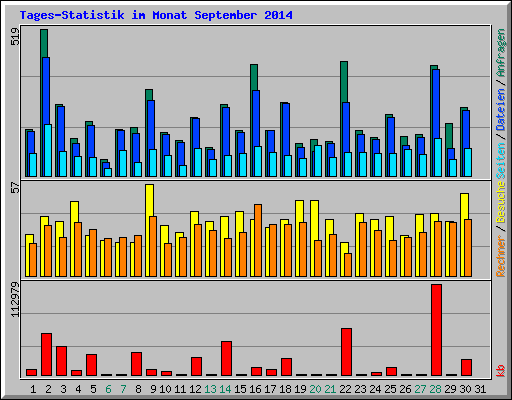 Tages-Statistik im Monat September 2014
519
57
112979
Rechner / Besuche
Seiten / Dateien / Anfragen
kb
1 2 3 4 5 6 7 8 9 10 11 12 13 14 15 16 17 18 19 20 21 22 23 24 25 26 27 28 29 30 31